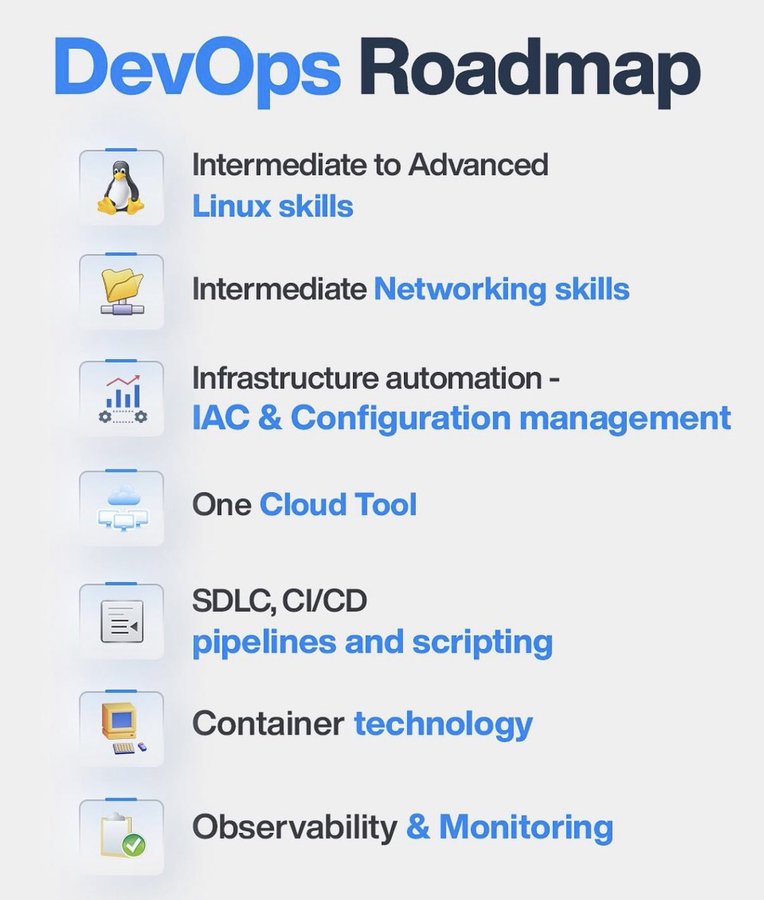 DevOps Roadmap
Intermediate to Advanced
Linux skills
Intermediate Networking skills
Infrastructure automation -
IAC & Configuration management
One Cloud Tool
SDLC, CI/CD
pipelines and scripting
Container technology
Observability & Monitoring